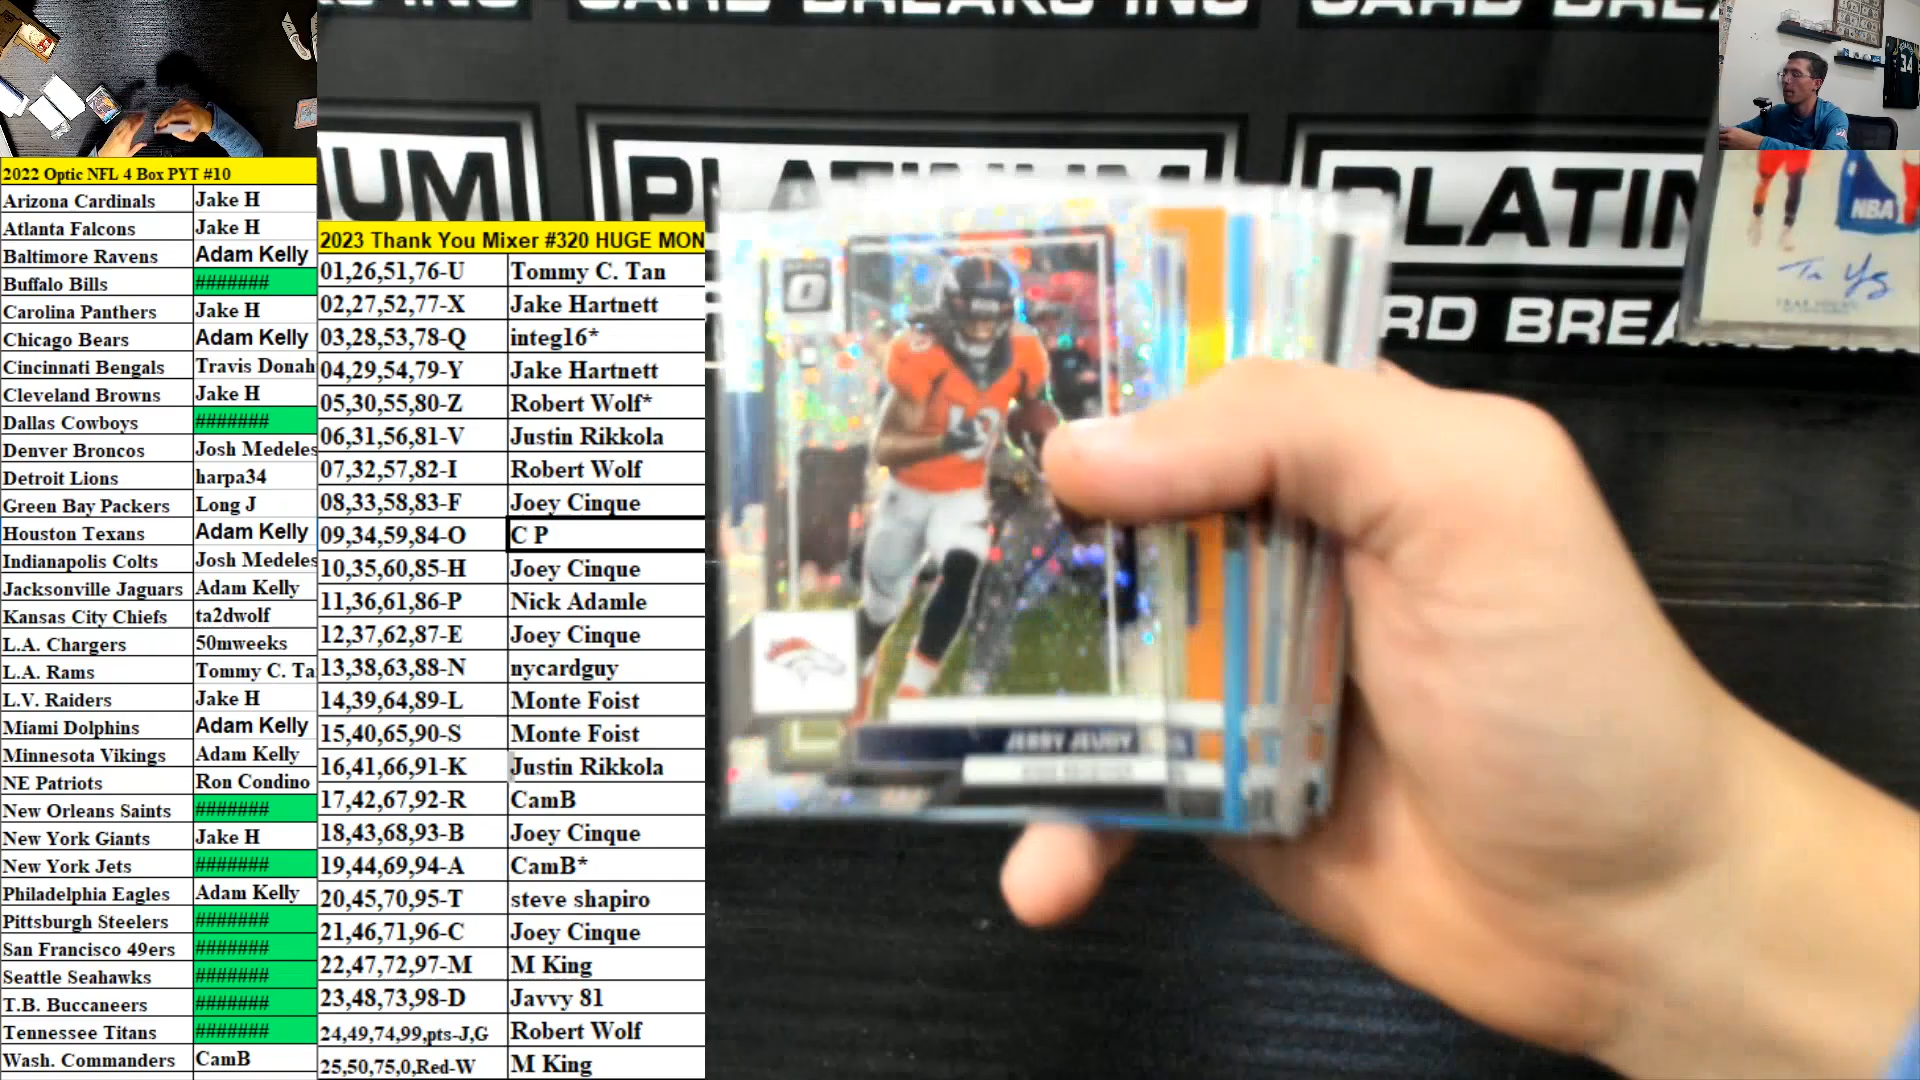 CARD BREAKS INC
PLATINUM
PLATIN
RD BREA
NBA
34
2022 Optic NFL 4 Box PYT #10
Arizona Cardinals Jake H
Atlanta Falcons Jake H
Baltimore Ravens Adam Kelly
Buffalo Bills #######
Carolina Panthers Jake H
Chicago Bears Adam Kelly
Cincinnati Bengals Travis Donah
Cleveland Browns Jake H
Dallas Cowboys #######
Denver Broncos Josh Medeles
Detroit Lions harpa34
Green Bay Packers Long J
Houston Texans Adam Kelly
Indianapolis Colts Josh Medeles
Jacksonville Jaguars Adam Kelly
Kansas City Chiefs ta2dwolf
L.A. Chargers 50mweeks
L.A. Rams Tommy C. Ta
L.V. Raiders Jake H
Miami Dolphins Adam Kelly
Minnesota Vikings Adam Kelly
NE Patriots Ron Condino
New Orleans Saints #######
New York Giants Jake H
New York Jets #######
Philadelphia Eagles Adam Kelly
Pittsburgh Steelers #######
San Francisco 49ers #######
Seattle Seahawks #######
T.B. Buccaneers #######
Tennessee Titans #######
Wash. Commanders CamB
2023 Thank You Mixer #320 HUGE MON
01,26,51,76-U Tommy C. Tan
02,27,52,77-X Jake Hartnett
03,28,53,78-Q integ16*
04,29,54,79-Y Jake Hartnett
05,30,55,80-Z Robert Wolf*
06,31,56,81-V Justin Rikkola
07,32,57,82-I Robert Wolf
08,33,58,83-F Joey Cinque
09,34,59,84-O C P
10,35,60,85-H Joey Cinque
11,36,61,86-P Nick Adamle
12,37,62,87-E Joey Cinque
13,38,63,88-N nycardguy
14,39,64,89-L Monte Foist
15,40,65,90-S Monte Foist
16,41,66,91-K Justin Rikkola
17,42,67,92-R CamB
18,43,68,93-B Joey Cinque
19,44,69,94-A CamB*
20,45,70,95-T steve shapiro
21,46,71,96-C Joey Cinque
22,47,72,97-M M King
23,48,73,98-D Javvy 81
24,49,74,99,pts-J,G Robert Wolf
25,50,75,0,Red-W M King
JERRY JEUDY